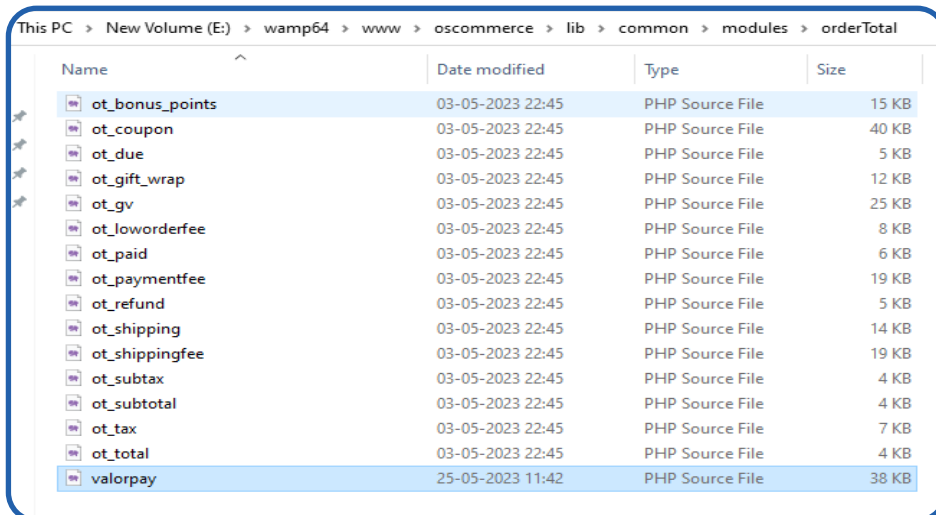 This PC > New Volume (E:) > wamp64 > www > oscommerce > lib > common > modules > orderTotal
Name Date modified Type Size
ot_bonus_points 03-05-2023 22:45 PHP Source File 15 KB
ot_coupon 03-05-2023 22:45 PHP Source File 40 KB
ot_due 03-05-2023 22:45 PHP Source File 5 KB
ot_gift_wrap 03-05-2023 22:45 PHP Source File 12 KB
ot_gv 03-05-2023 22:45 PHP Source File 25 KB
ot_loworderfee 03-05-2023 22:45 PHP Source File 8 KB
ot_paid 03-05-2023 22:45 PHP Source File 6 KB
ot_paymentfee 03-05-2023 22:45 PHP Source File 19 KB
ot_refund 03-05-2023 22:45 PHP Source File 5 KB
ot_shipping 03-05-2023 22:45 PHP Source File 14 KB
ot_shippingfee 03-05-2023 22:45 PHP Source File 19 KB
ot_subtax 03-05-2023 22:45 PHP Source File 4 KB
ot_subtotal 03-05-2023 22:45 PHP Source File 4 KB
ot_tax 03-05-2023 22:45 PHP Source File 7 KB
ot_total 03-05-2023 22:45 PHP Source File 4 KB
valorpay 25-05-2023 11:42 PHP Source File 38 KB